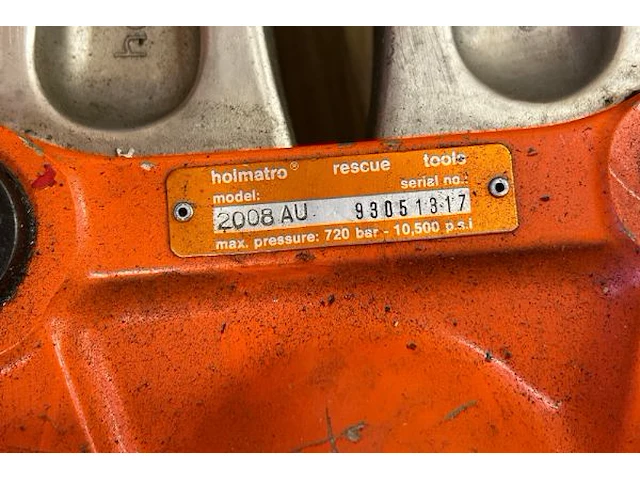 holmatro® rescue tools
model: serial no.:
2008 AU 93051317
max. pressure: 720 bar - 10,500 p.s.i